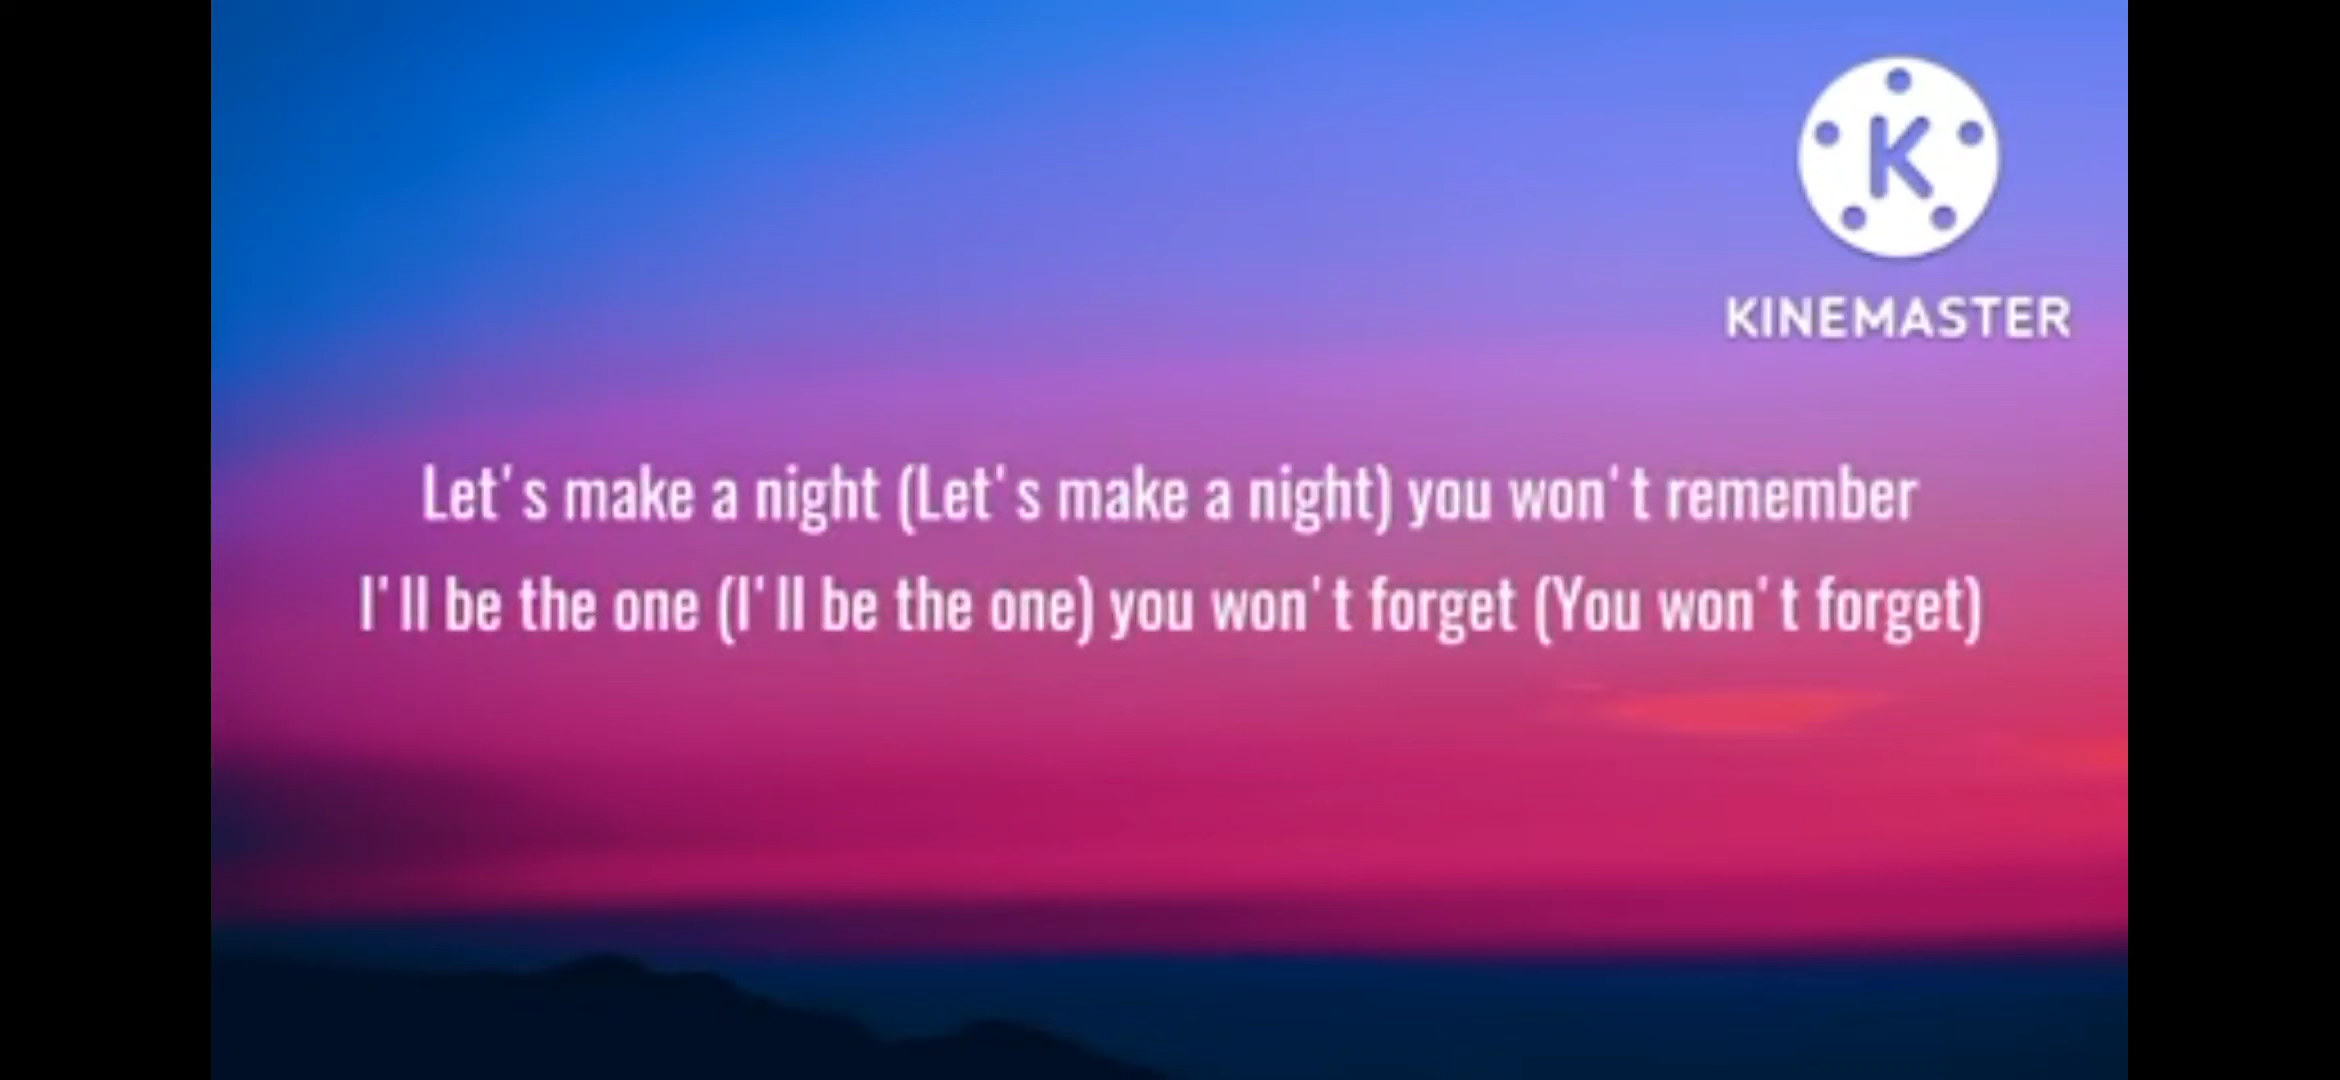 K
KINEMASTER
Let's make a night (Let's make a night) you won't remember
I'll be the one (I'll be the one) you won't forget (You won't forget)